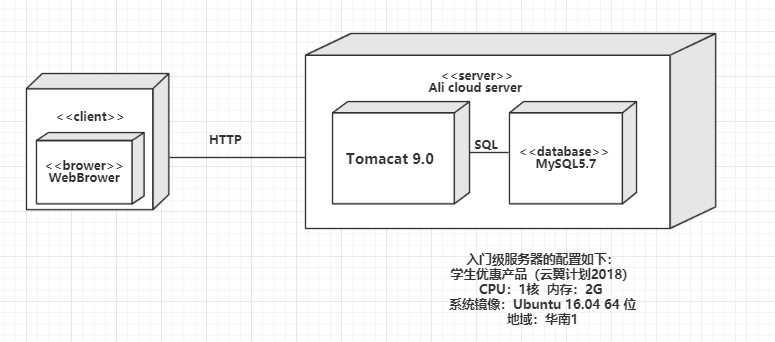 <<client>>
<<brower>>
WebBrower
HTTP
<<server>>
Ali cloud server
Tomacat 9.0
SQL
<<database>>
MySQL5.7
入门级服务器的配置如下：
学生优惠产品（云翼计划2018）
CPU：1核  内存：2G
系统镜像：Ubuntu 16.04 64 位
地域：华南1